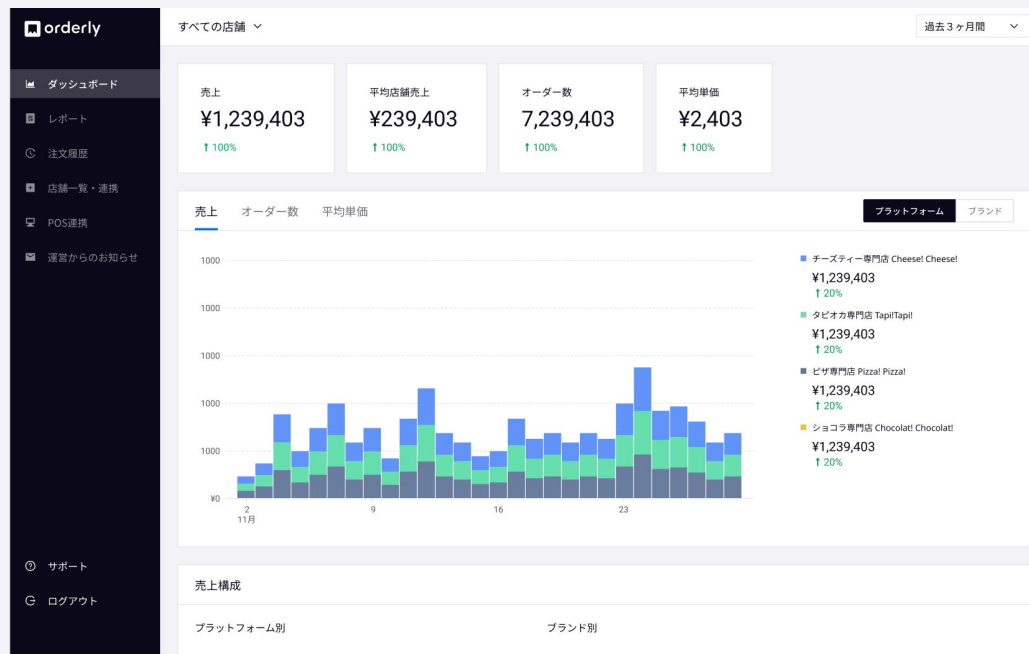 orderly
すべての店舗
過去３ヶ月間
ダッシュボード
レポート
注文履歴
店舗一覧・連携
POS連携
運営からのお知らせ
サポート
ログアウト
売上
¥1,239,403
↑ 100%
平均店舗売上
¥239,403
↑ 100%
オーダー数
7,239,403
↑ 100%
平均単価
¥2,403
↑ 100%
売上 オーダー数 平均単価
プラットフォーム ブランド
1000
1000
1000
1000
1000
¥0
2 9 16 23
11月
チーズティー専門店 Cheese! Cheese!
¥1,239,403
↑ 20%
タピオカ専門店 Tapi!Tapi!
¥1,239,403
↑ 20%
ピザ専門店 Pizza! Pizza!
¥1,239,403
↑ 20%
ショコラ専門店 Chocolat! Chocolat!
¥1,239,403
↑ 20%
売上構成
プラットフォーム別 ブランド別